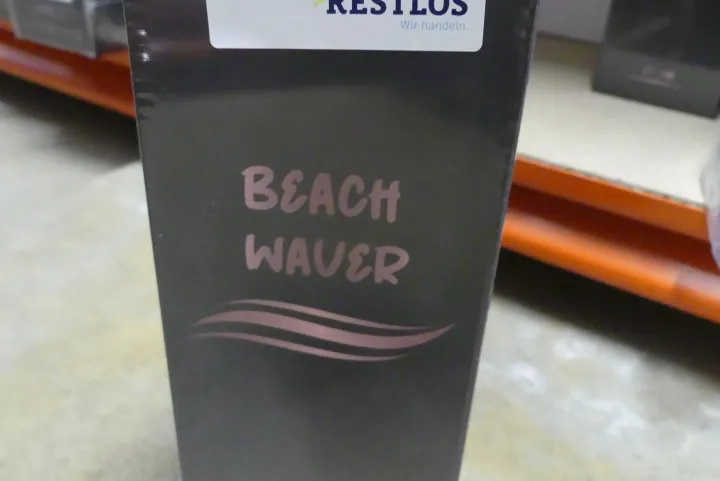 RESTLOS
Wir handeln.
BEACH
WAVER